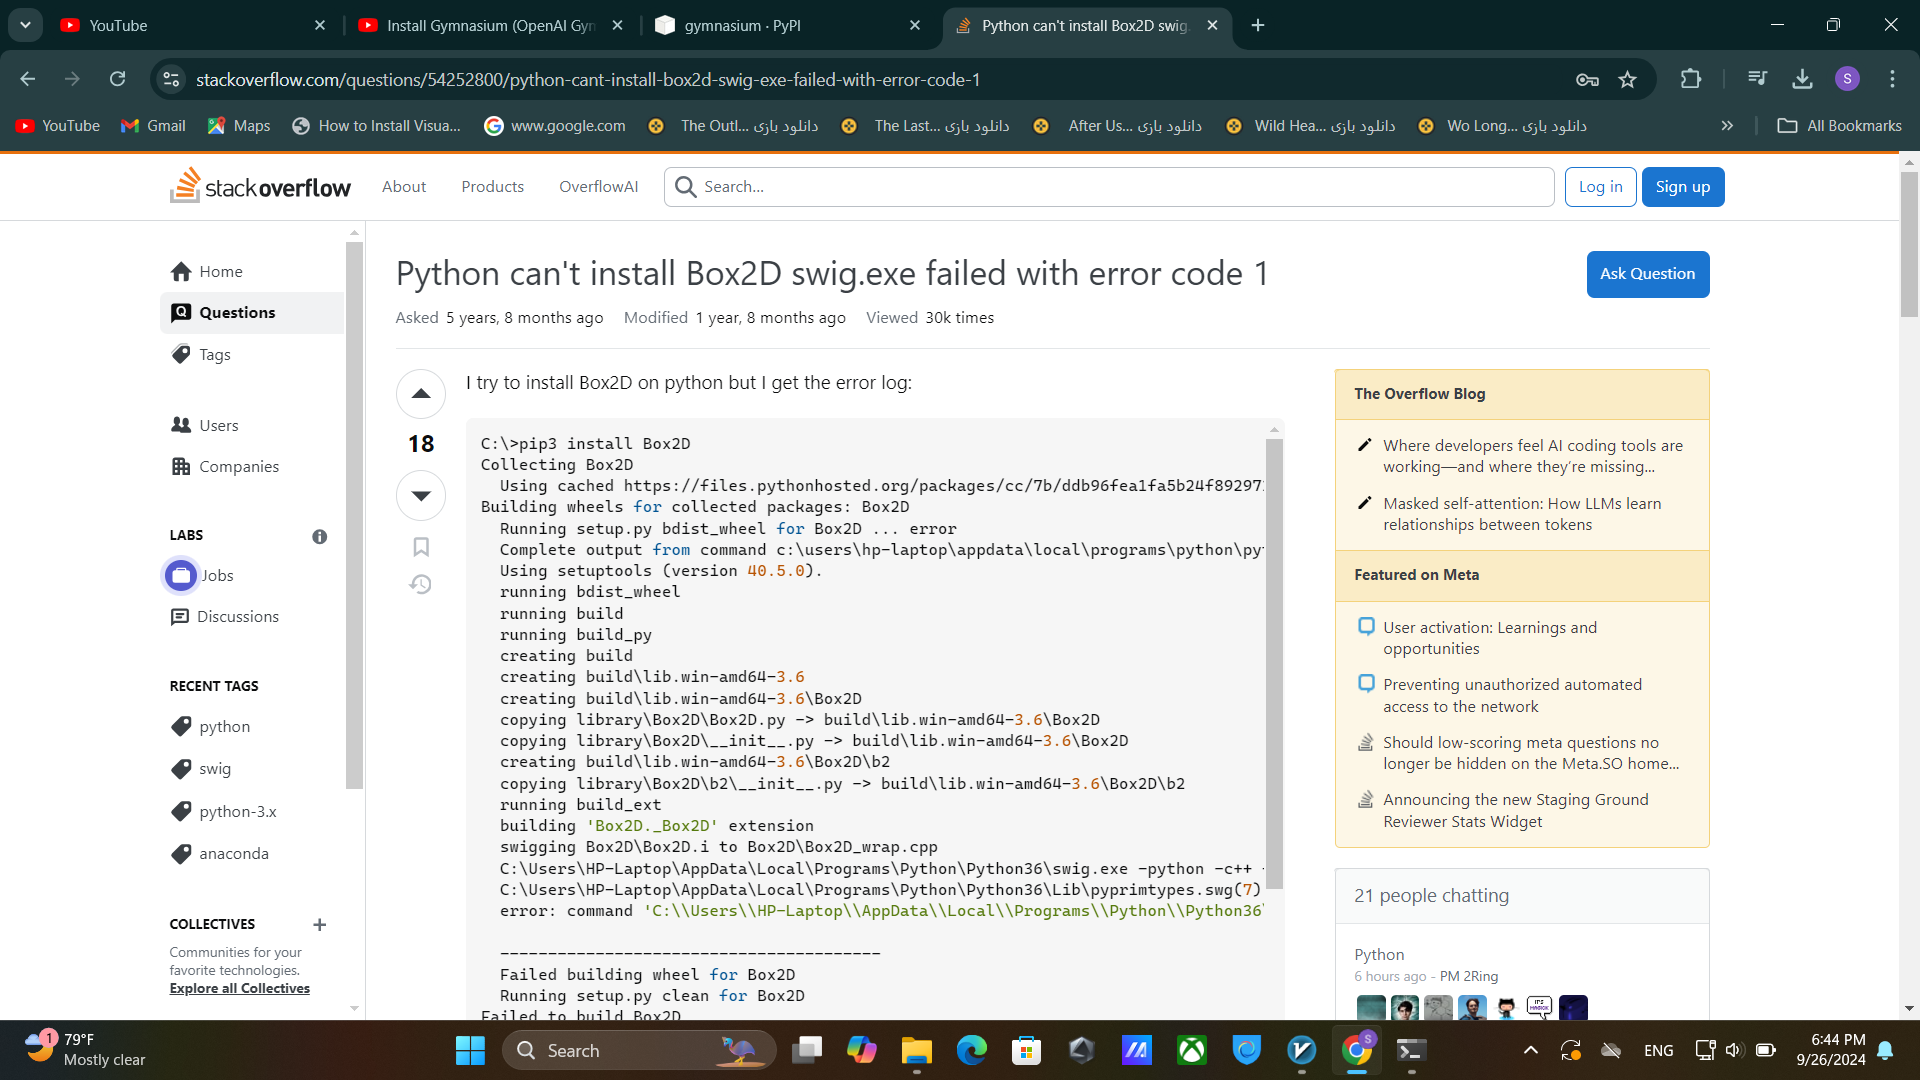 YouTube
Install Gymnasium (OpenAI Gyn
gymnasium · PyPI
Python can't install Box2D swig.
stackoverflow.com/questions/54252800/python-cant-install-box2d-swig-exe-failed-with-error-code-1
S
YouTube
Gmail
Maps
How to Install Visua...
www.google.com
The Outl... دانلود بازی
The Last... دانلود بازی
After Us... دانلود بازی
Wild Hea... دانلود بازی
Wo Long... دانلود بازی
All Bookmarks
stack overflow
About
Products
OverflowAI
Search...
Log in
Sign up
Home
Questions
Tags
Users
Companies
LABS
Jobs
Discussions
RECENT TAGS
python
swig
python-3.x
anaconda
COLLECTIVES
Communities for your
favorite technologies.
Explore all Collectives
Python can't install Box2D swig.exe failed with error code 1
Ask Question
Asked 5 years, 8 months ago Modified 1 year, 8 months ago Viewed 30k times
18
I try to install Box2D on python but I get the error log:
C:\>pip3 install Box2D
Collecting Box2D
Using cached https://files.pythonhosted.org/packages/cc/7b/ddb96fea1fa5b24f89297
Building wheels for collected packages: Box2D
Running setup.py bdist_wheel for Box2D ... error
Complete output from command c:\users\hp-laptop\appdata\local\programs\python\py
Using setuptools (version 40.5.0).
running bdist_wheel
running build
running build_py
creating build
creating build\lib.win-amd64-3.6
creating build\lib.win-amd64-3.6\Box2D
copying library\Box2D\Box2D.py -> build\lib.win-amd64-3.6\Box2D
copying library\Box2D\__init__.py -> build\lib.win-amd64-3.6\Box2D
creating build\lib.win-amd64-3.6\Box2D\b2
copying library\Box2D\b2\__init__.py -> build\lib.win-amd64-3.6\Box2D\b2
running build_ext
building 'Box2D._Box2D' extension
swigging Box2D\Box2D.i to Box2D\Box2D_wrap.cpp
C:\Users\HP-Laptop\AppData\Local\Programs\Python\Python36\swig.exe -python -c++
C:\Users\HP-Laptop\AppData\Local\Programs\Python\Python36\Lib\pyprimtypes.swg(7)
error: command 'C:\\Users\\HP-Laptop\\AppData\\Local\\Programs\\Python\\Python36
----------------------------------------
Failed building wheel for Box2D
Running setup.py clean for Box2D
Failed to build Box2D
The Overflow Blog
Where developers feel AI coding tools are
working—and where they're missing...
Masked self-attention: How LLMs learn
relationships between tokens
Featured on Meta
User activation: Learnings and
opportunities
Preventing unauthorized automated
access to the network
Should low-scoring meta questions no
longer be hidden on the Meta.SO home...
Announcing the new Staging Ground
Reviewer Stats Widget
21 people chatting
Python
6 hours ago - PM 2Ring
1
79°F
Mostly clear
Search
S
ENG
6:44 PM
9/26/2024